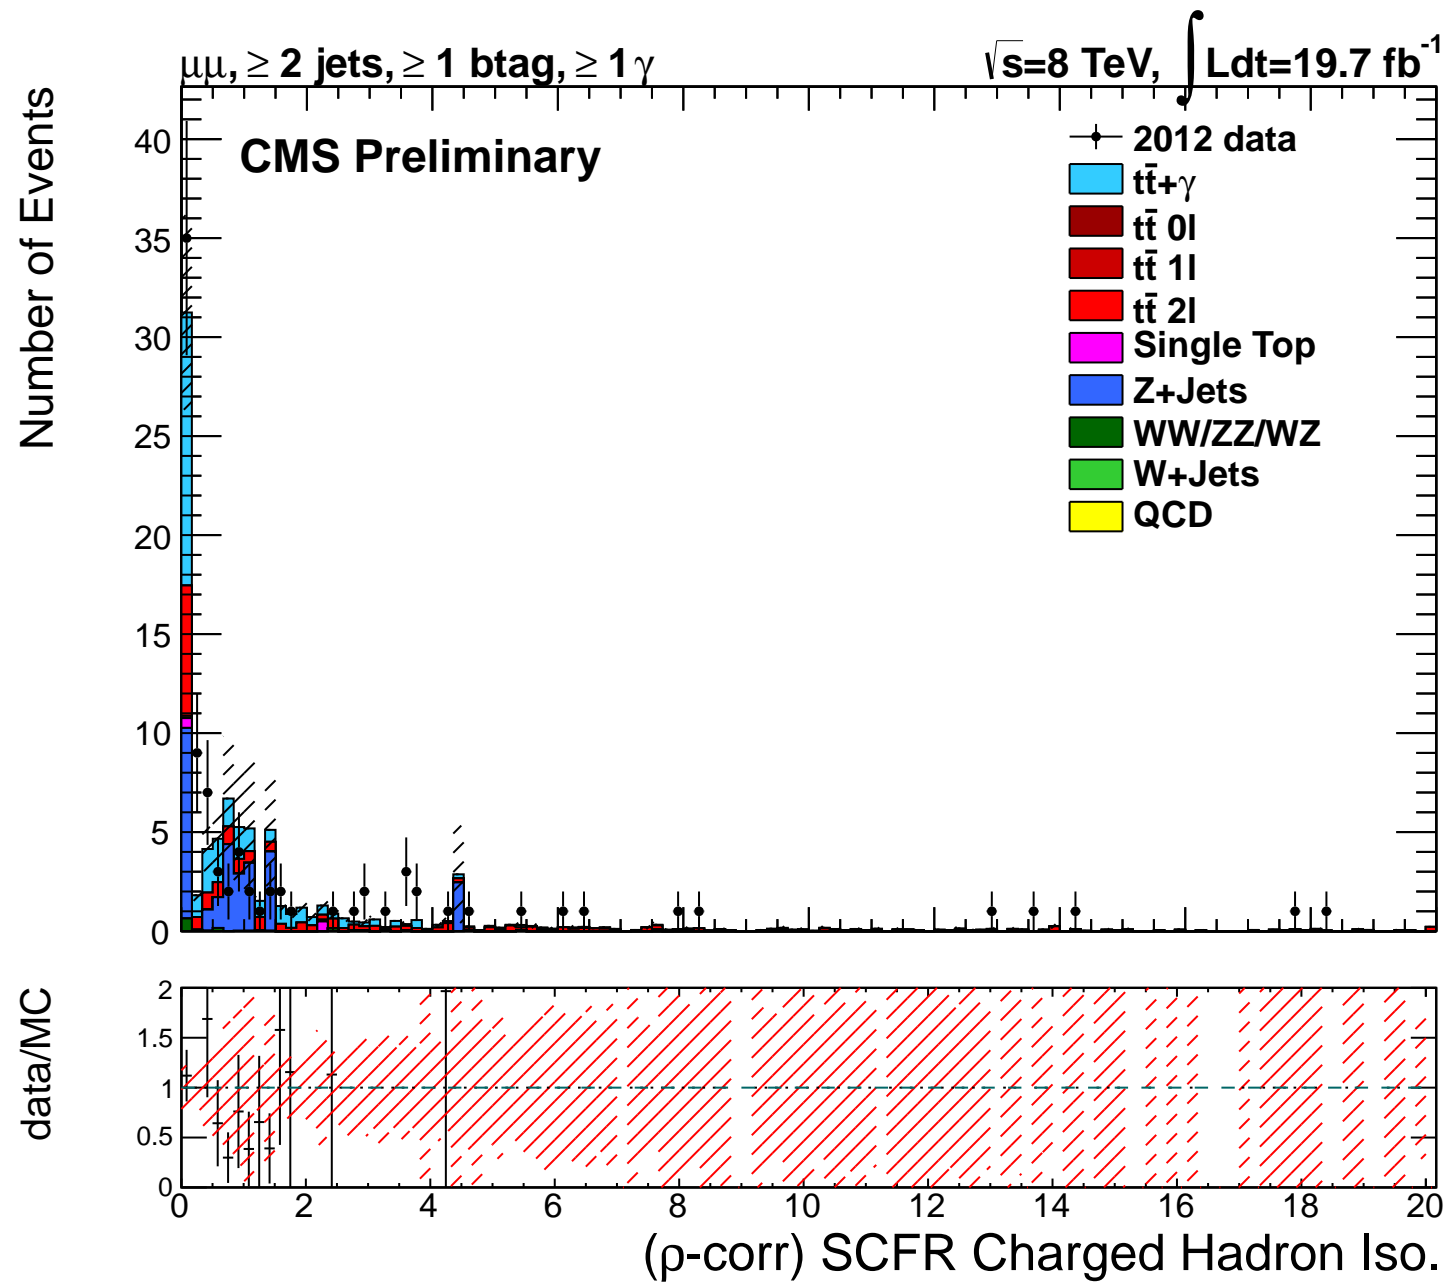 μμ, ≥ 2 jets, ≥ 1 btag, ≥ 1 γ
√s=8 TeV, ∫ Ldt=19.7 fb⁻¹
CMS Preliminary
Number of Events
40
35
30
25
20
15
10
5
0
2012 data
tt̄+γ
tt̄ 0l
tt̄ 1l
tt̄ 2l
Single Top
Z+Jets
WW/ZZ/WZ
W+Jets
QCD
data/MC
2
1.5
1
0.5
0
0 2 4 6 8 10 12 14 16 18 20
(ρ-corr) SCFR Charged Hadron Iso.